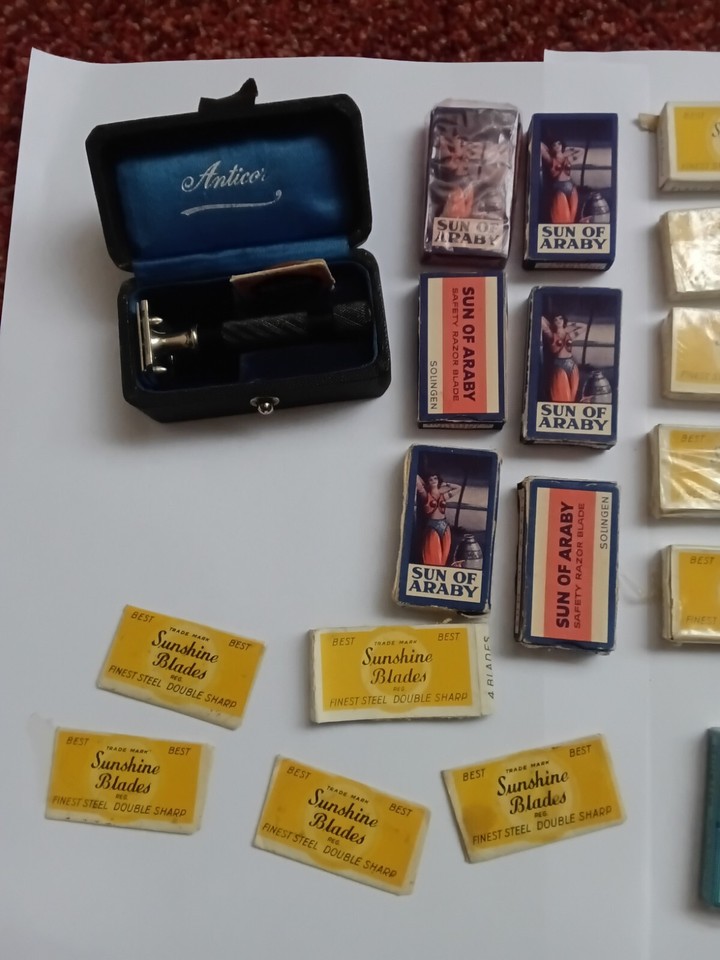 Anticor
SUN OF
ARABY
SUN OF
ARABY
SUN OF ARABY
SAFETY RAZOR BLADE
SOLINGEN
SUN OF
ARABY
SUN OF
ARABY
SUN OF ARABY
SAFETY RAZOR BLADE
SOLINGEN
BEST
BEST
BEST
FINEST
BEST TRADE MARK BEST
Sunshine
Blades
REG.
FINEST STEEL DOUBLE SHARP
BEST TRADE MARK BEST
Sunshine
Blades
REG.
FINEST STEEL DOUBLE SHARP
4 BLADES
BEST TRADE MARK BEST
Sunshine
Blades
REG.
FINEST STEEL DOUBLE SHARP
BEST TRADE MARK BEST
Sunshine
Blades
REG.
FINEST STEEL DOUBLE SHARP
BEST TRADE MARK BEST
Sunshine
Blades
REG.
FINEST STEEL DOUBLE SHARP